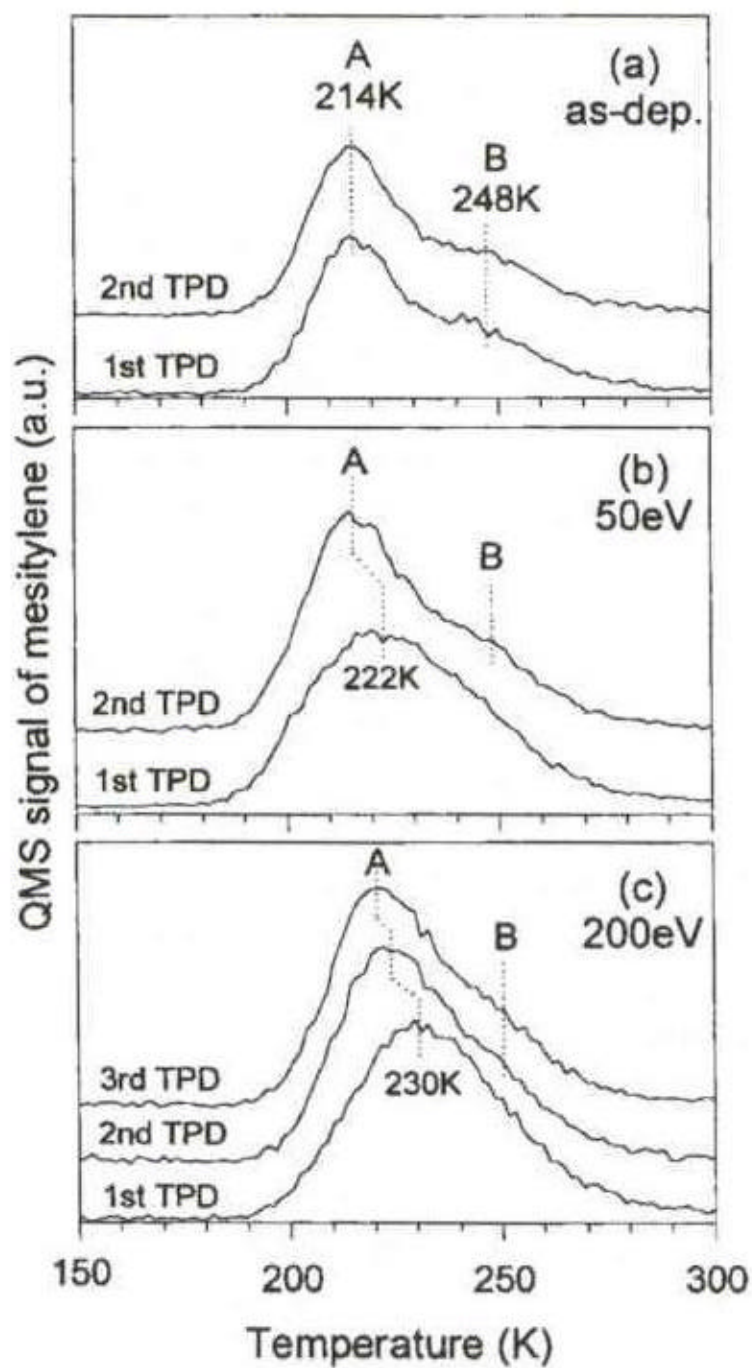 A
214K
(a)
as-dep.
B
248K
2nd TPD
1st TPD
A
(b)
50eV
B
222K
2nd TPD
1st TPD
A
(c)
200eV
B
230K
3rd TPD
2nd TPD
1st TPD
150 200 250 300
Temperature (K)
QMS signal of mesitylene (a.u.)